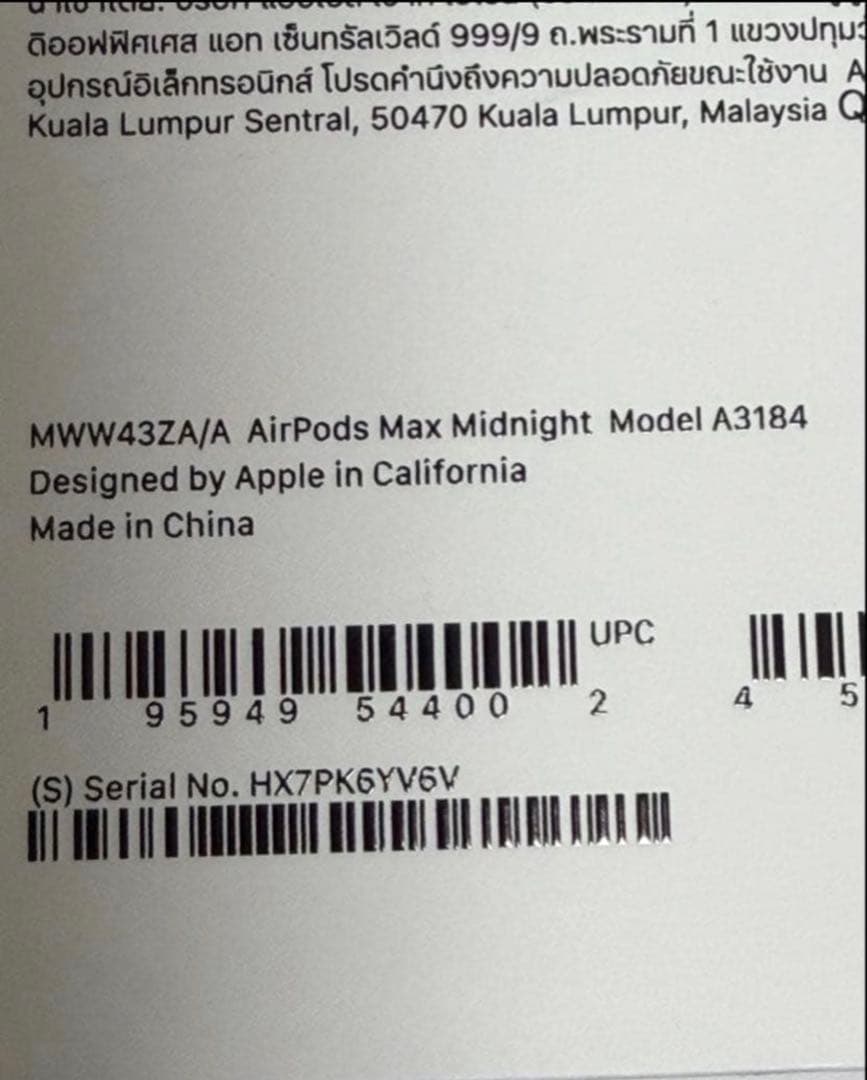 ดิออฟฟิศเศส แอท เซ็นทรัลเวิลด์ 999/9 ถ.พระรามที่ 1 แขวงปทุม
อุปกรณ์อิเล็กทรอนิกส์ โปรดคำนึงถึงความปลอดภัยขณะใช้งาน A
Kuala Lumpur Sentral, 50470 Kuala Lumpur, Malaysia
MWW43ZA/A AirPods Max Midnight Model A3184
Designed by Apple in California
Made in China
UPC
1 95949 54400 2 4 5
(S) Serial No. HX7PK6YV6V